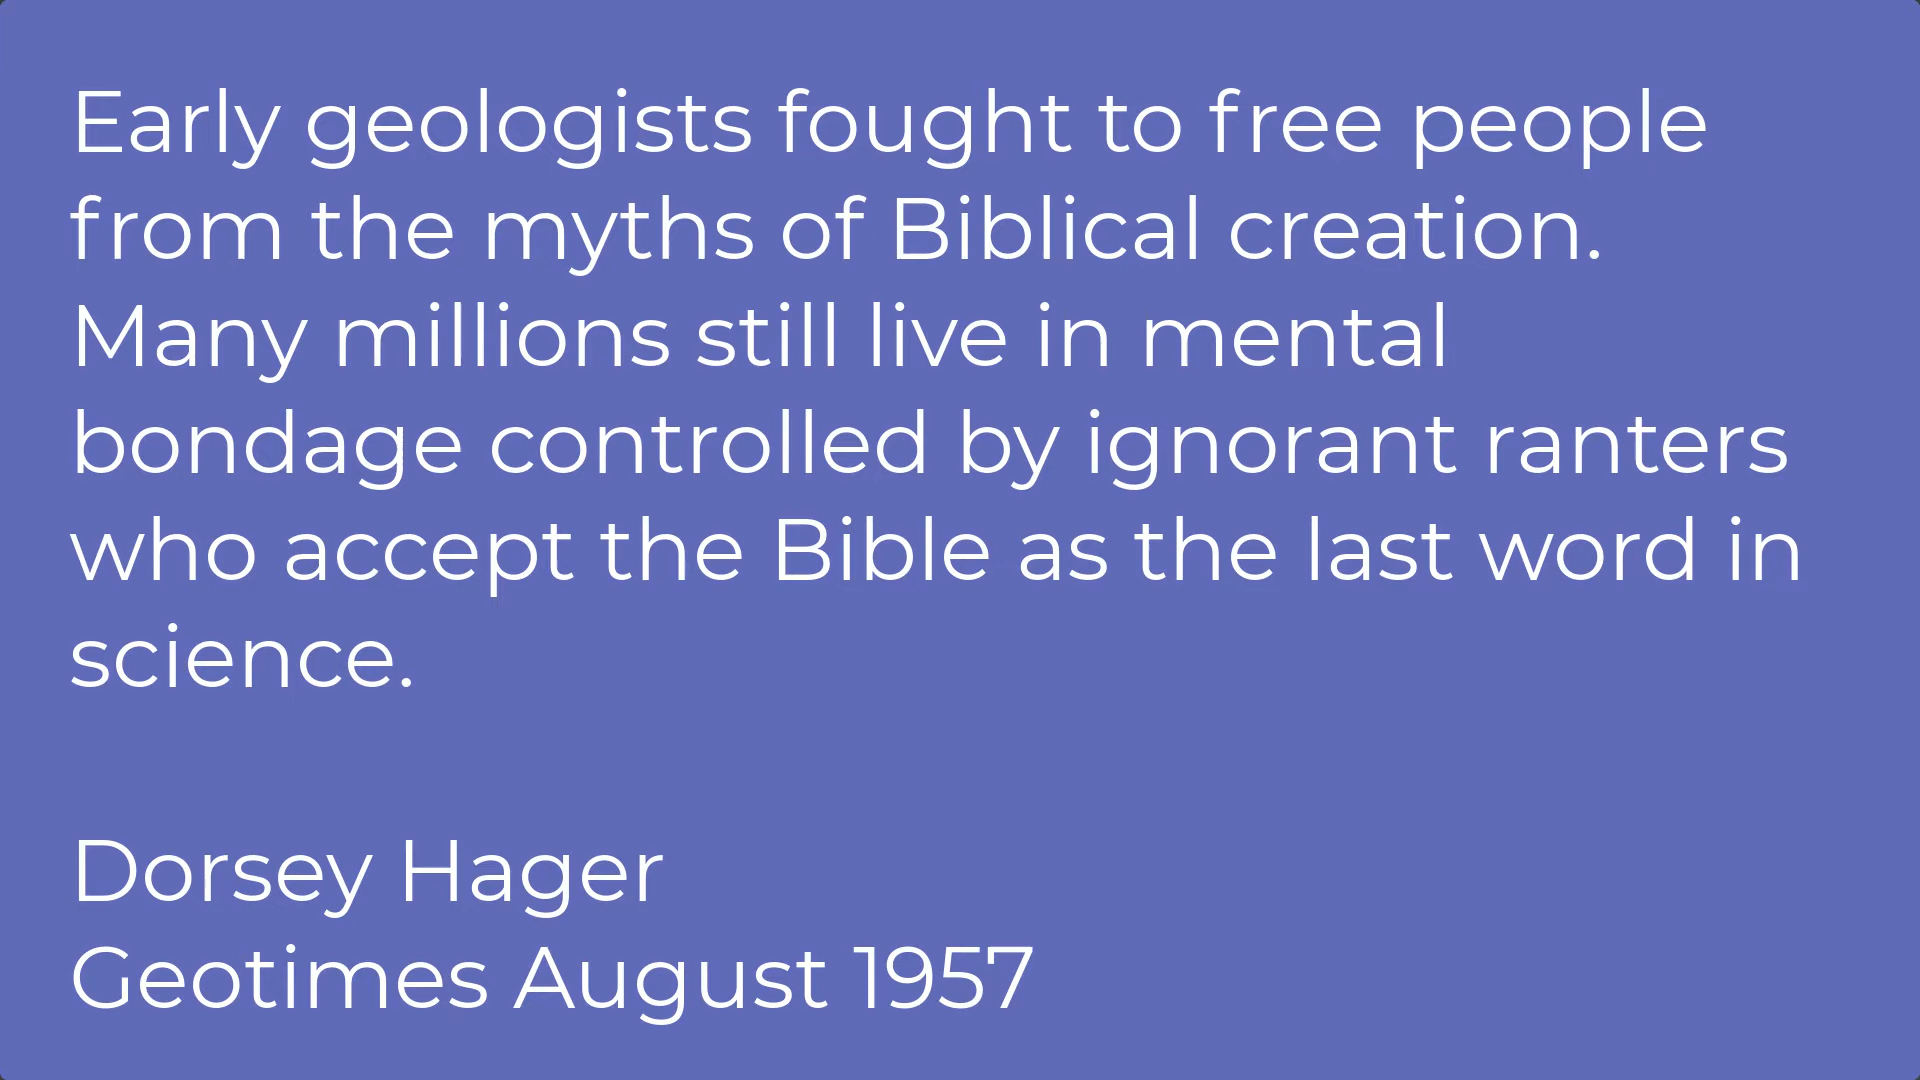 Early geologists fought to free people
from the myths of Biblical creation.
Many millions still live in mental
bondage controlled by ignorant ranters
who accept the Bible as the last word in
science.
Dorsey Hager
Geotimes August 1957